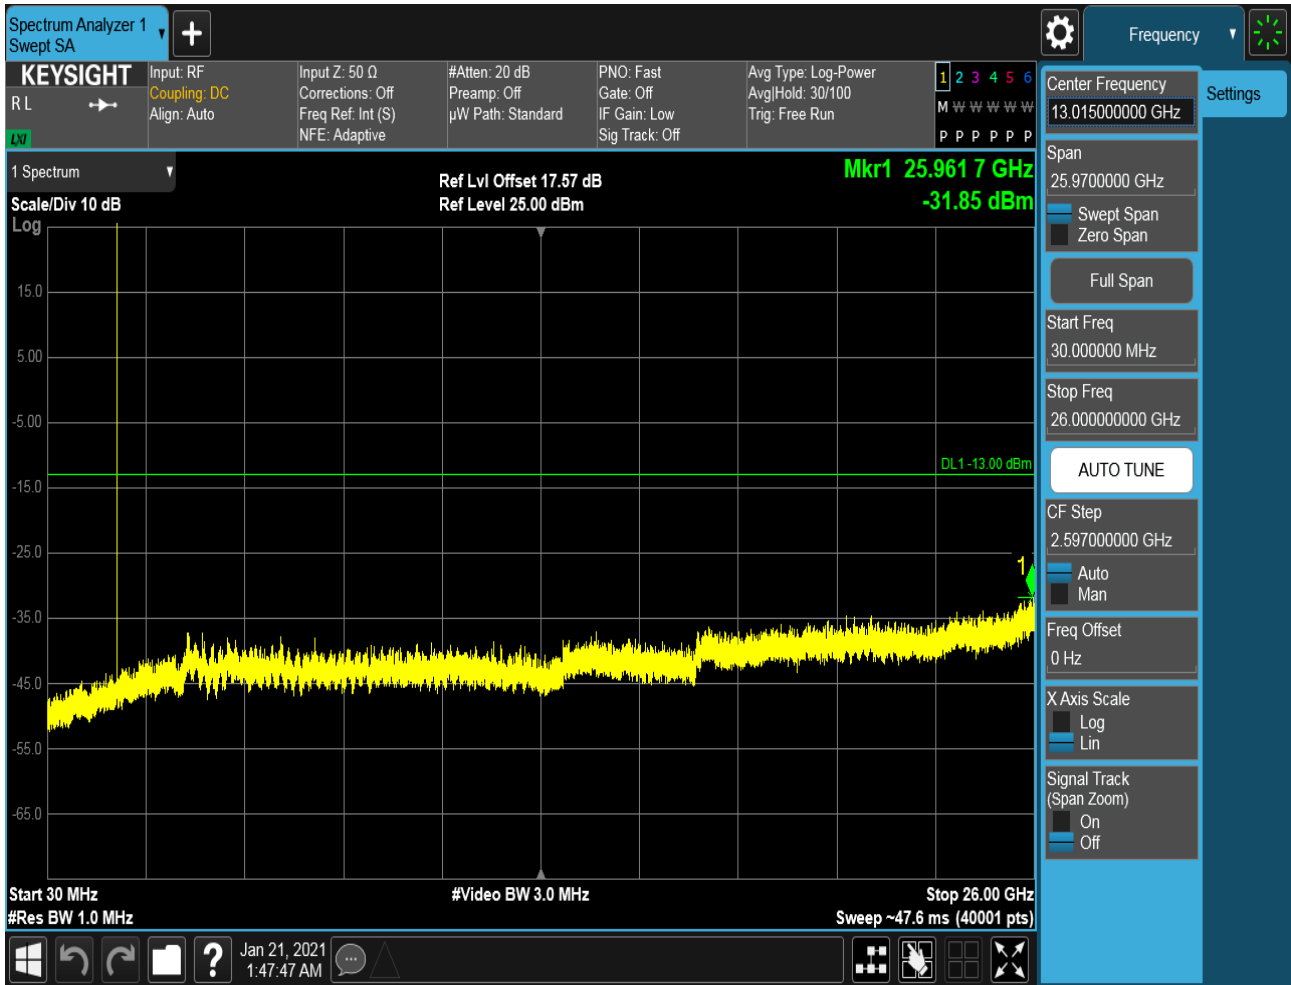 Spectrum Analyzer 1
Swept SA
Frequency
KEYSIGHT
R L
LXI
Input: RF
Coupling: DC
Align: Auto
Input Z: 50 Ω
Corrections: Off
Freq Ref: Int (S)
NFE: Adaptive
#Atten: 20 dB
Preamp: Off
µW Path: Standard
PNO: Fast
Gate: Off
IF Gain: Low
Sig Track: Off
Avg Type: Log-Power
Avg|Hold: 30/100
Trig: Free Run
1 2 3 4 5 6
M W W W W W
P P P P P P
1 Spectrum
Scale/Div 10 dB
Log
Ref Lvl Offset 17.57 dB
Ref Level 25.00 dBm
Mkr1 25.961 7 GHz
-31.85 dBm
15.0
5.00
-5.00
DL1 -13.00 dBm
-15.0
-25.0
1
-35.0
-45.0
-55.0
-65.0
Start 30 MHz
#Video BW 3.0 MHz
Stop 26.00 GHz
#Res BW 1.0 MHz
Sweep ~47.6 ms (40001 pts)
Jan 21, 2021
1:47:47 AM
Center Frequency
13.015000000 GHz
Settings
Span
25.9700000 GHz
Swept Span
Zero Span
Full Span
Start Freq
30.000000 MHz
Stop Freq
26.000000000 GHz
AUTO TUNE
CF Step
2.597000000 GHz
Auto
Man
Freq Offset
0 Hz
X Axis Scale
Log
Lin
Signal Track
(Span Zoom)
On
Off